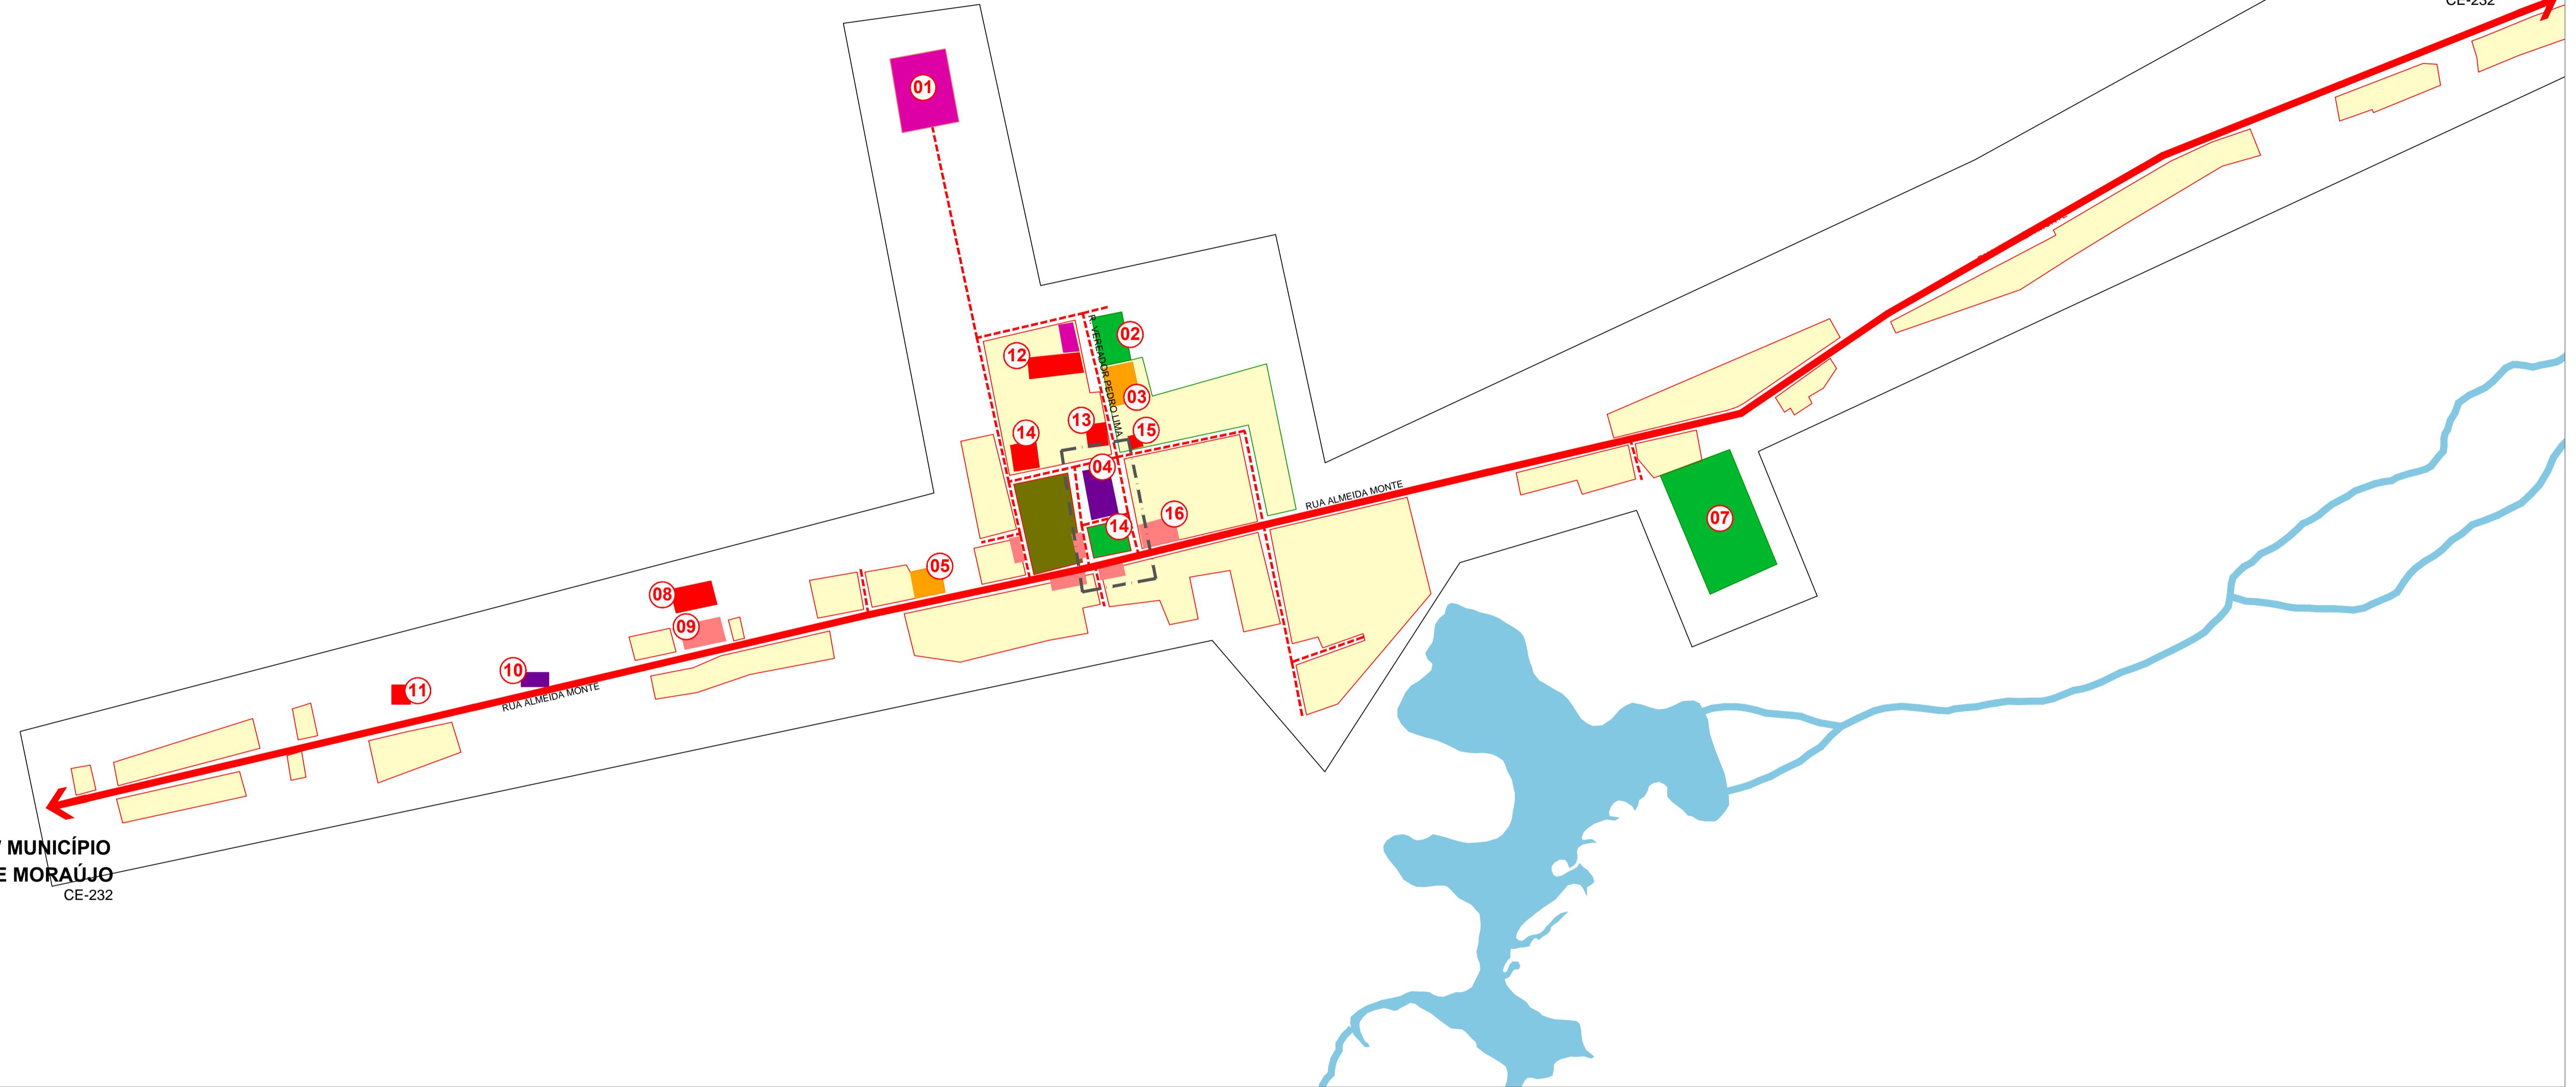 CE-232
01
02
R. VEREADOR PEDRO LIMA
12
03
13
15
14
04
RUA ALMEIDA MONTE
16
07
14
05
08
09
10
RUA ALMEIDA MONTE
11
MUNICÍPIO
E MORAÚJO
CE-232